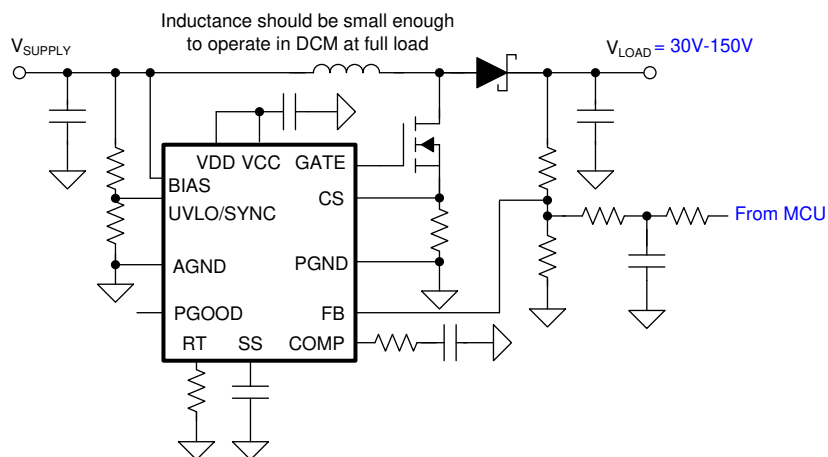 Inductance should be small enough
to operate in DCM at full load
VSUPPLY
VLOAD = 30V-150V
VDD VCC GATE
BIAS
CS
UVLO/SYNC
From MCU
AGND
PGND
PGOOD
FB
RT
SS
COMP